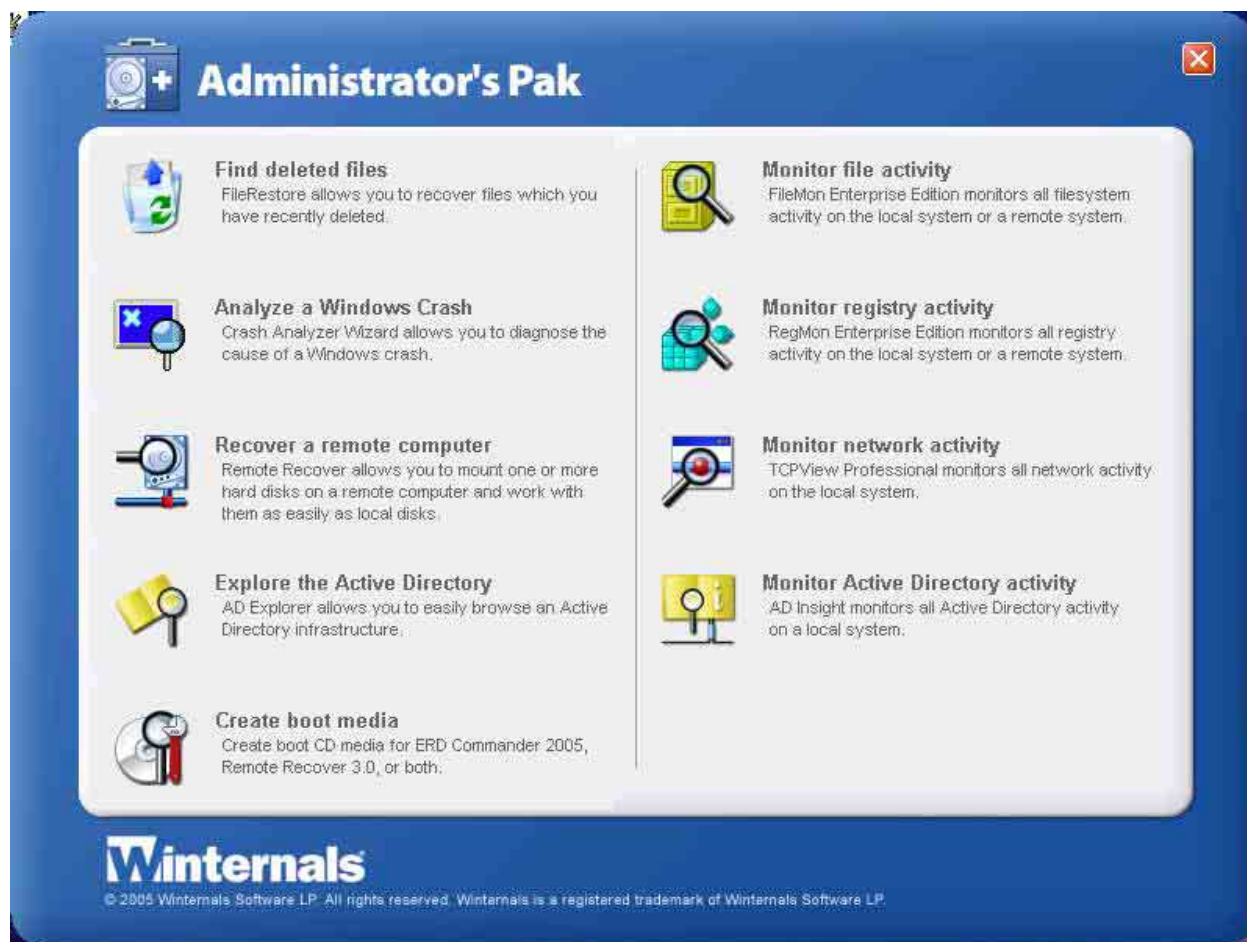 Administrator's Pak
Find deleted files
FileRestore allows you to recover files which you
have recently deleted.
Analyze a Windows Crash
Crash Analyzer Wizard allows you to diagnose the
cause of a Windows crash.
Recover a remote computer
Remote Recover allows you to mount one or more
hard disks on a remote computer and work with
them as easily as local disks.
Explore the Active Directory
AD Explorer allows you to easily browse an Active
Directory infrastructure.
Create boot media
Create boot CD media for ERD Commander 2005,
Remote Recover 3.0, or both.
Monitor file activity
FileMon Enterprise Edition monitors all filesystem
activity on the local system or a remote system.
Monitor registry activity
RegMon Enterprise Edition monitors all registry
activity on the local system or a remote system.
Monitor network activity
TCPView Professional monitors all network activity
on the local system.
Monitor Active Directory activity
AD Insight monitors all Active Directory activity
on a local system.
Winternals
© 2005 Winternals Software LP. All rights reserved. Winternals is a registered trademark of Winternals Software LP.